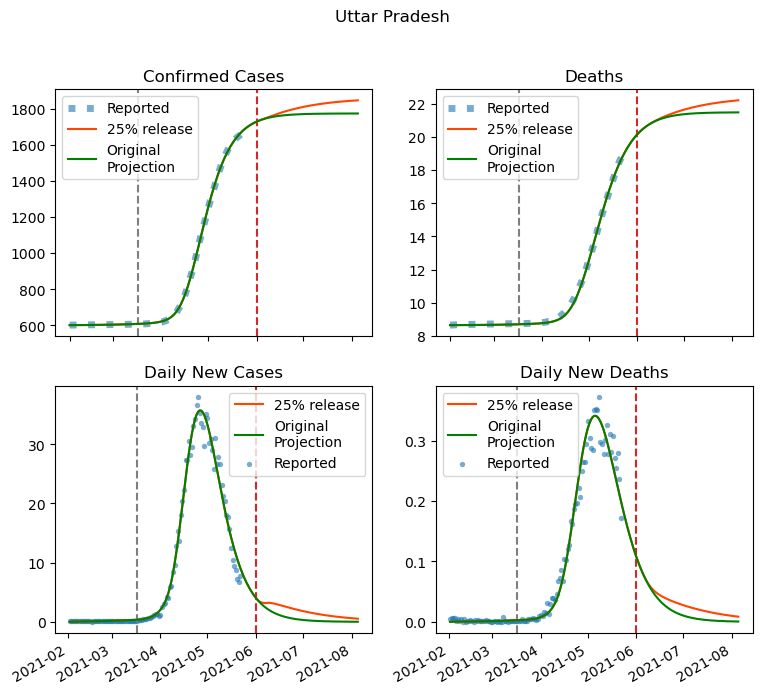 Uttar Pradesh
Confirmed Cases
Reported
25% release
Original
Projection
1800
1600
1400
1200
1000
800
600
Deaths
Reported
25% release
Original
Projection
22
20
18
16
14
12
10
8
Daily New Cases
25% release
Original
Projection
Reported
30
20
10
0
2021-02
2021-03
2021-04
2021-05
2021-06
2021-07
2021-08
Daily New Deaths
25% release
Original
Projection
Reported
0.3
0.2
0.1
0.0
2021-02
2021-03
2021-04
2021-05
2021-06
2021-07
2021-08